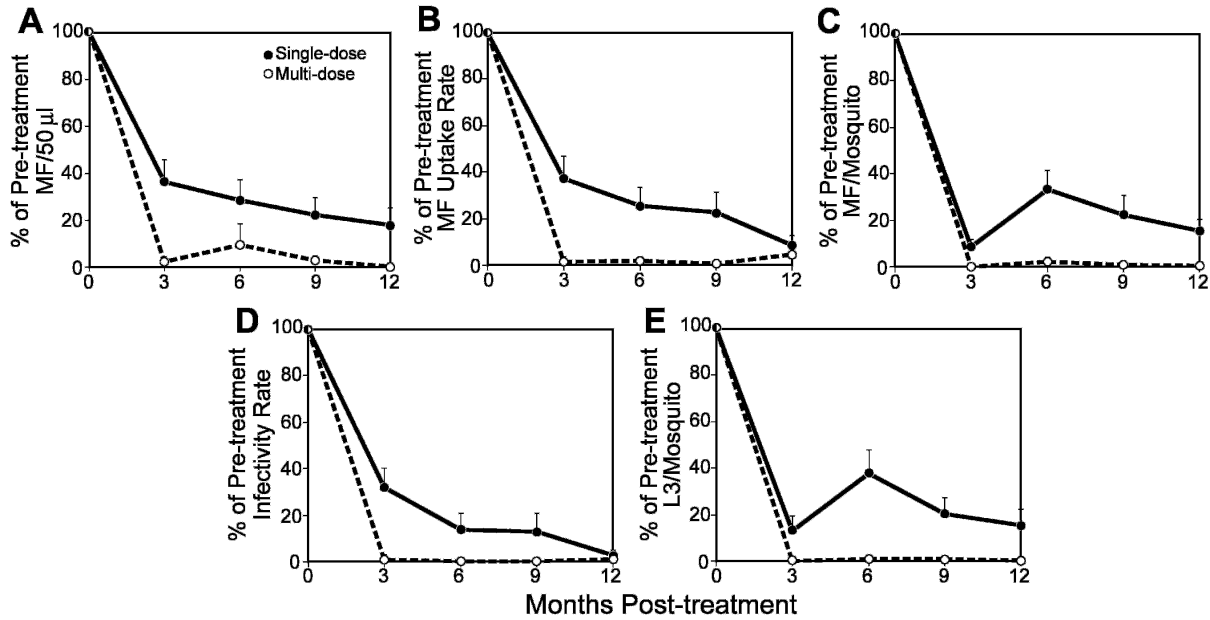 A
% of Pre-treatment
MF/50 µl
100
80
60
40
20
0
Single-dose
Multi-dose
0 3 6 9 12
B
% of Pre-treatment
MF Uptake Rate
100
80
60
40
20
0
0 3 6 9 12
C
% of Pre-treatment
MF/Mosquito
100
80
60
40
20
0
0 3 6 9 12
D
% of Pre-treatment
Infectivity Rate
100
80
60
40
20
0
0 3 6 9 12
E
% of Pre-treatment
L3/Mosquito
100
80
60
40
20
0
0 3 6 9 12
Months Post-treatment